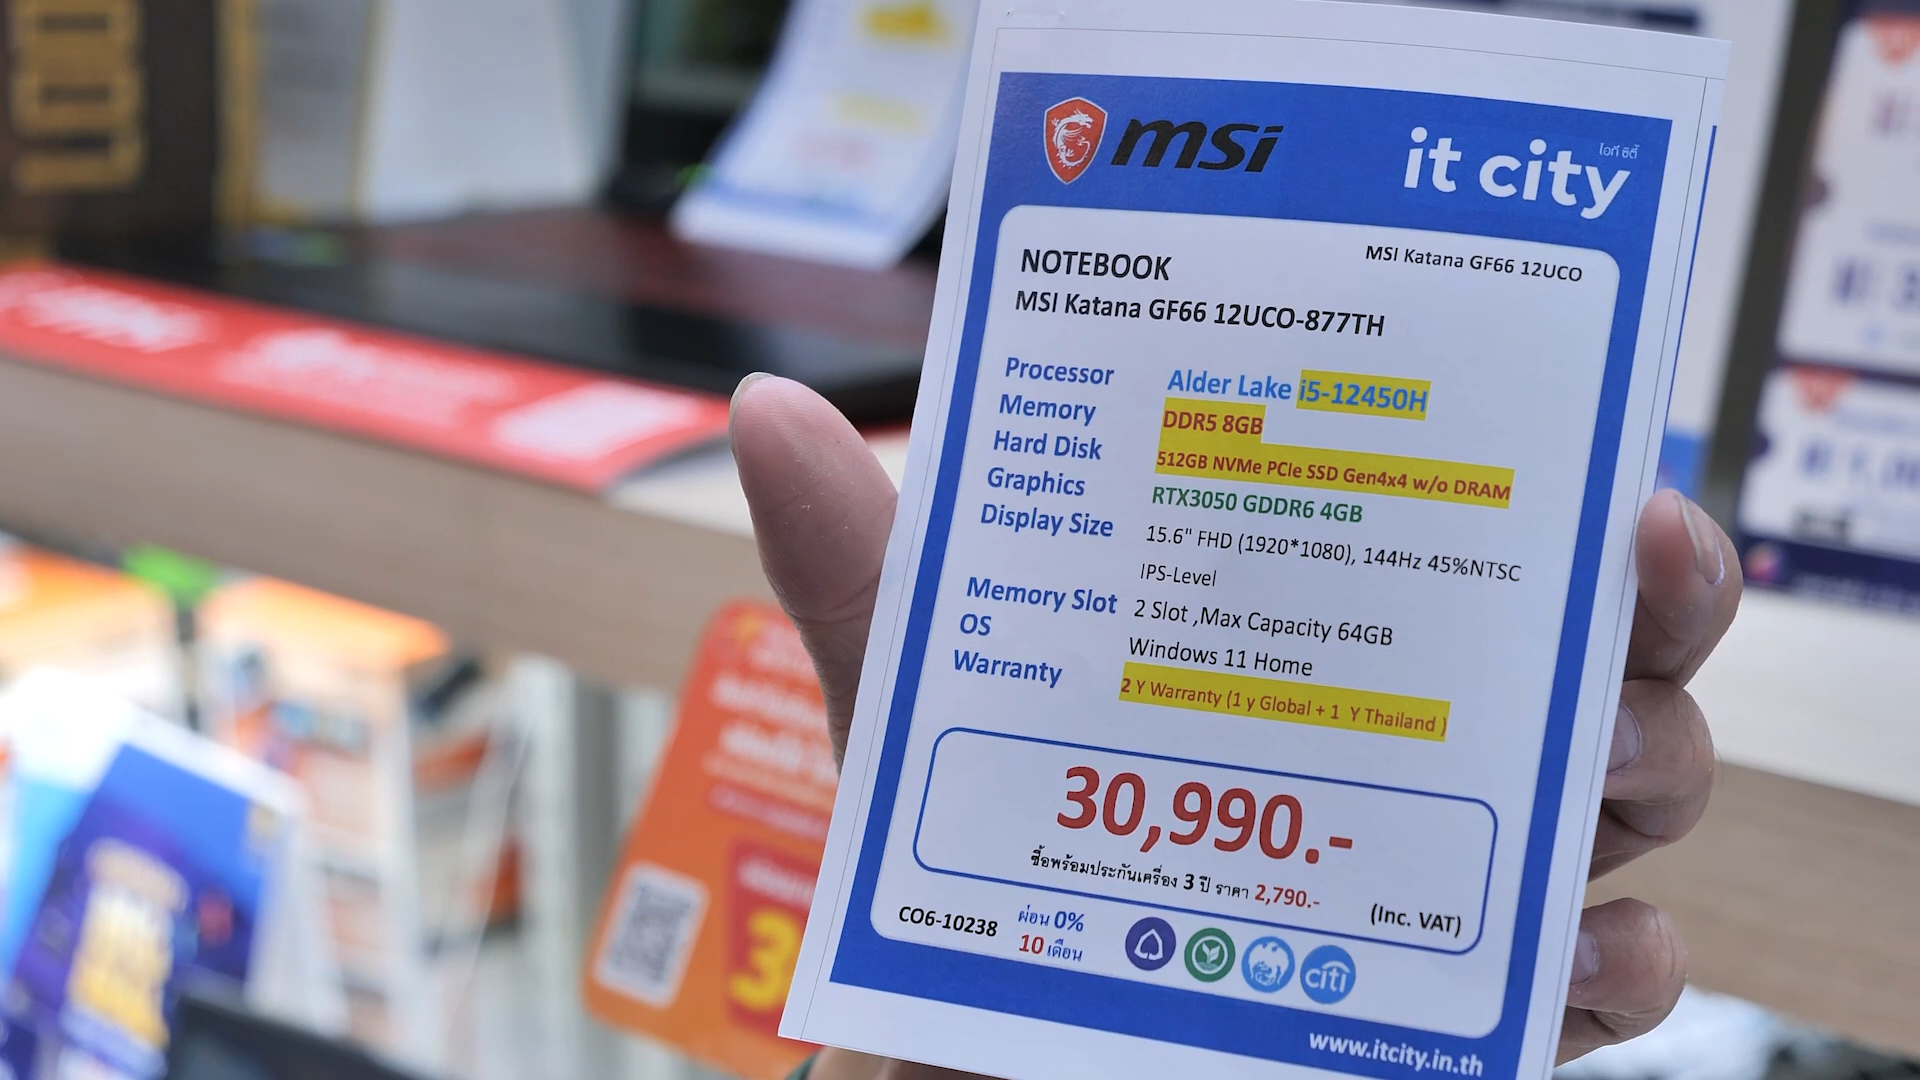 msi
it city
ไอที ซิตี้
MSI Katana GF66 12UCO
NOTEBOOK
MSI Katana GF66 12UCO-877TH
Processor Alder Lake i5-12450H
Memory DDR5 8GB
Hard Disk 512GB NVMe PCIe SSD Gen4x4 w/o DRAM
Graphics RTX3050 GDDR6 4GB
Display Size 15.6" FHD (1920*1080), 144Hz 45%NTSC
IPS-Level
Memory Slot 2 Slot ,Max Capacity 64GB
OS Windows 11 Home
Warranty 2 Y Warranty (1 y Global + 1 Y Thailand )
30,990.-
ซื้อพร้อมประกันเครื่อง 3 ปี ราคา 2,790.-
(Inc. VAT)
CO6-10238
ผ่อน 0%
10 เดือน
citi
www.itcity.in.th
3